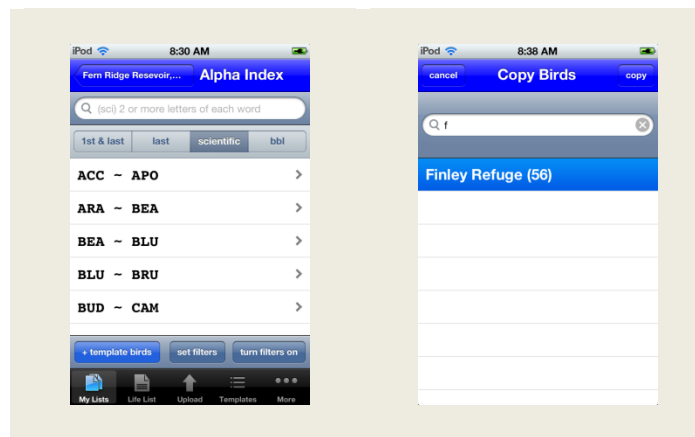 iPod 8:30 AM
Fern Ridge Resevoir,... Alpha Index
(sci) 2 or more letters of each word
1st & last last scientific bbl
ACC ~ APO
ARA ~ BEA
BEA ~ BLU
BLU ~ BRU
BUD ~ CAM
+ template birds set filters turn filters on
My Lists Life List Upload Templates More
iPod 8:38 AM
cancel Copy Birds copy
f
Finley Refuge (56)